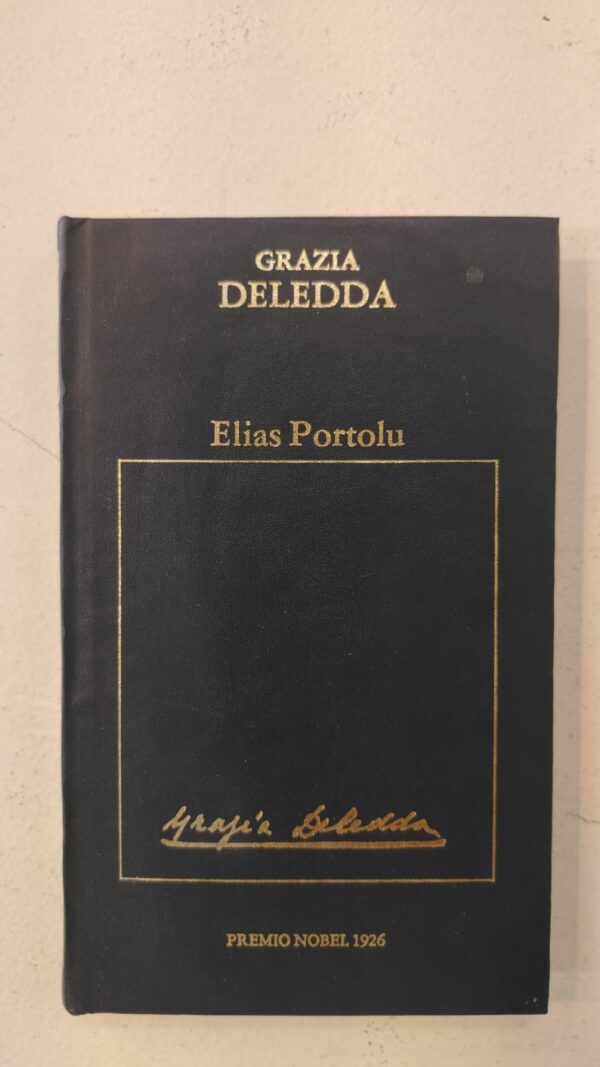 GRAZIA
DELEDDA
Elias Portolu
Grazia Deledda
PREMIO NOBEL 1926